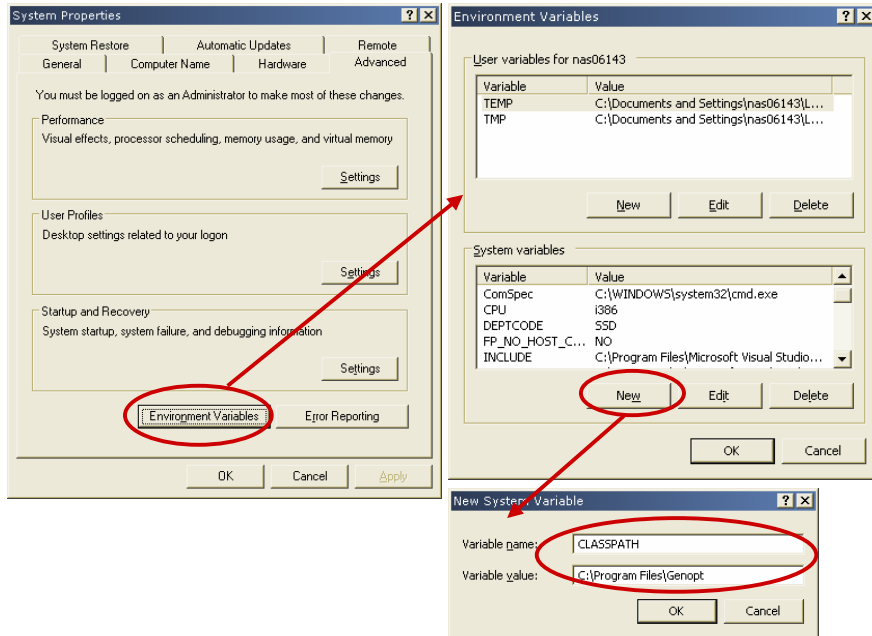 System Properties
System Restore Automatic Updates Remote
General Computer Name Hardware Advanced
You must be logged on as an Administrator to make most of these changes.
Performance
Visual effects, processor scheduling, memory usage, and virtual memory
Settings
User Profiles
Desktop settings related to your logon
Settings
Startup and Recovery
System startup, system failure, and debugging information
Settings
Environment Variables Error Reporting
OK Cancel Apply
Environment Variables
User variables for nas06143
Variable Value
TEMP C:\Documents and Settings\nas06143\L...
TMP C:\Documents and Settings\nas06143\L...
New Edit Delete
System variables
Variable Value
ComSpec C:\WINDOWS\system32\cmd.exe
CPU i386
DEPTCODE SSD
FP_NO_HOST_C... NO
INCLUDE C:\Program Files\Microsoft Visual Studio...
New Edit Delete
OK Cancel
New System Variable
Variable name: CLASSPATH
Variable value: C:\Program Files\Genopt
OK Cancel